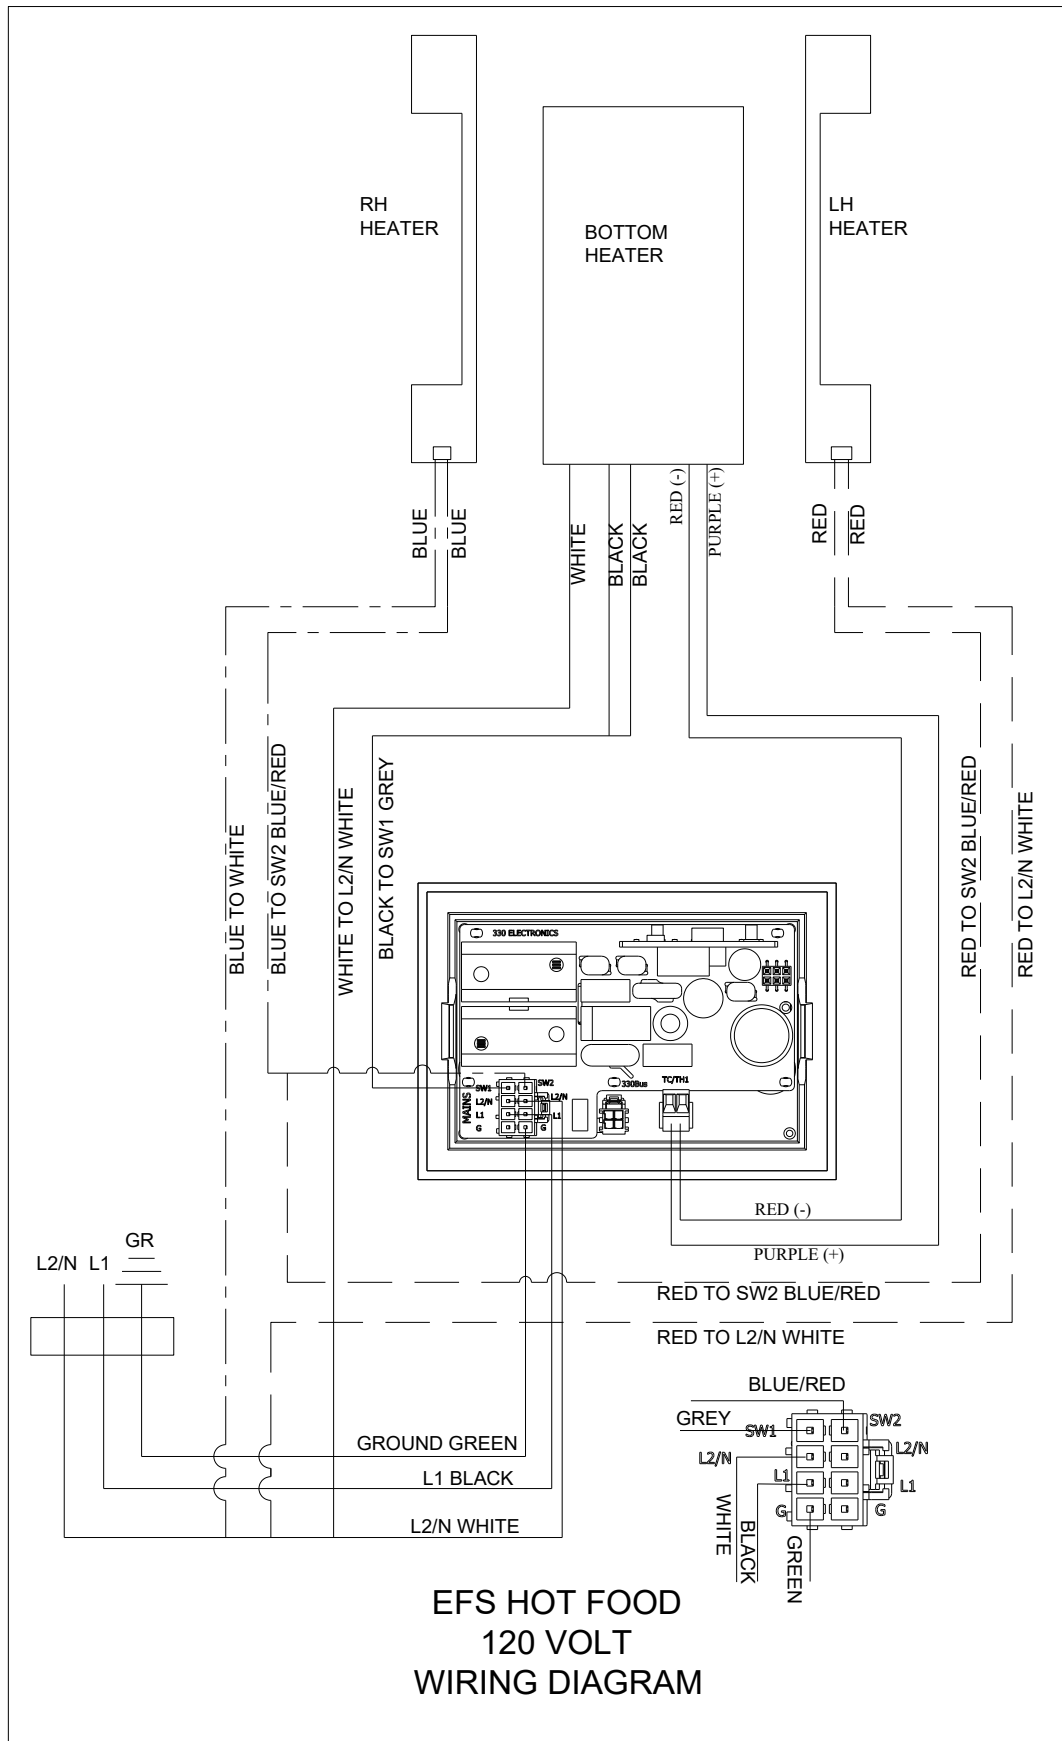 RH
HEATER
BOTTOM
HEATER
LH
HEATER
BLUE
BLUE
WHITE
BLACK
BLACK
RED (-)
PURPLE (+)
RED
RED
BLUE TO WHITE
BLUE TO SW2 BLUE/RED
WHITE TO L2/N WHITE
BLACK TO SW1 GREY
RED TO SW2 BLUE/RED
RED TO L2/N WHITE
330 ELECTRONICS
MAINS
SW1
SW2
L2/N
L2/N
L1
L1
G
G
330Bus
TC/TH1
RED (-)
PURPLE (+)
GR
L2/N
L1
RED TO SW2 BLUE/RED
RED TO L2/N WHITE
GROUND GREEN
L1 BLACK
L2/N WHITE
BLUE/RED
GREY
SW1
SW2
L2/N
L2/N
L1
L1
G
G
WHITE
BLACK
GREEN
EFS HOT FOOD
120 VOLT
WIRING DIAGRAM